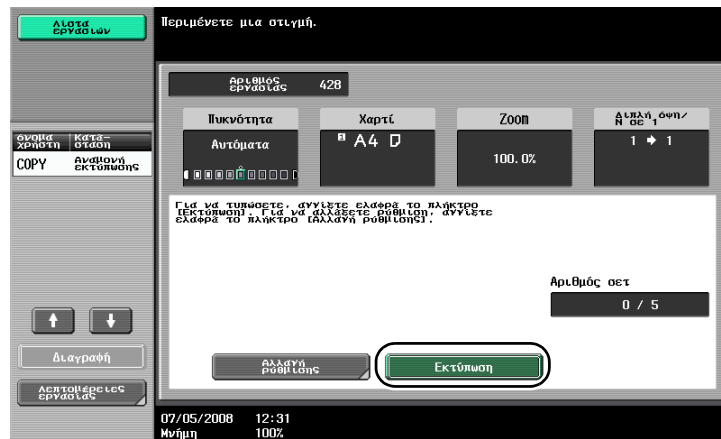 Λίστα
εργασιών
Περιμένετε μια στιγμή.
Αριθμός
εργασίας 428
Πυκνότητα
Χαρτί
Zoom
Διπλή όψη/
N σε 1
Αυτόματα
A4
100.0%
1 → 1
όνομα χρήστη
Κατά-
σταση
COPY
Αναμονή
εκτύπωσης
Για να τυπώσετε, αγγίξτε ελαφρά το πλήκτρο
[Εκτύπωση]. Για να αλλάξετε ρύθμιση, αγγίξτε
ελαφρά το πλήκτρο [Αλλαγή ρύθμισης].
Αριθμός σετ
0 / 5
Διαγραφή
Λεπτομέρειες
εργασίας
Αλλαγή
ρύθμισης
Εκτύπωση
07/05/2008 12:31
Μνήμη 100%